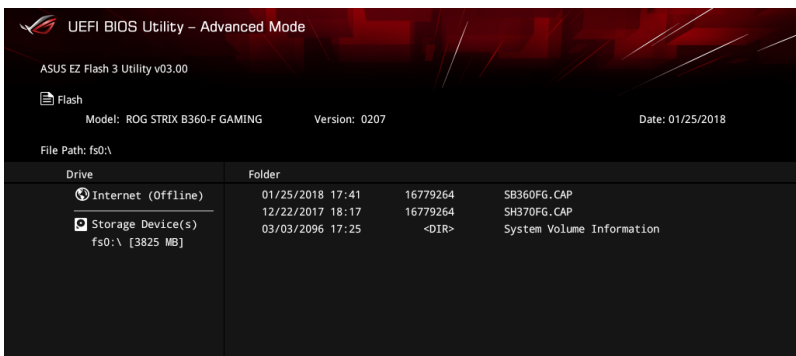 UEFI BIOS Utility – Advanced Mode
ASUS EZ Flash 3 Utility v03.00
Flash
Model: ROG STRIX B360-F GAMING Version: 0207 Date: 01/25/2018
File Path: fs0:\
Drive Folder
Internet (Offline) 01/25/2018 17:41 16779264 SB360FG.CAP
12/22/2017 18:17 16779264 SH370FG.CAP
Storage Device(s) 03/03/2096 17:25 <DIR> System Volume Information
fs0:\ [3825 MB]